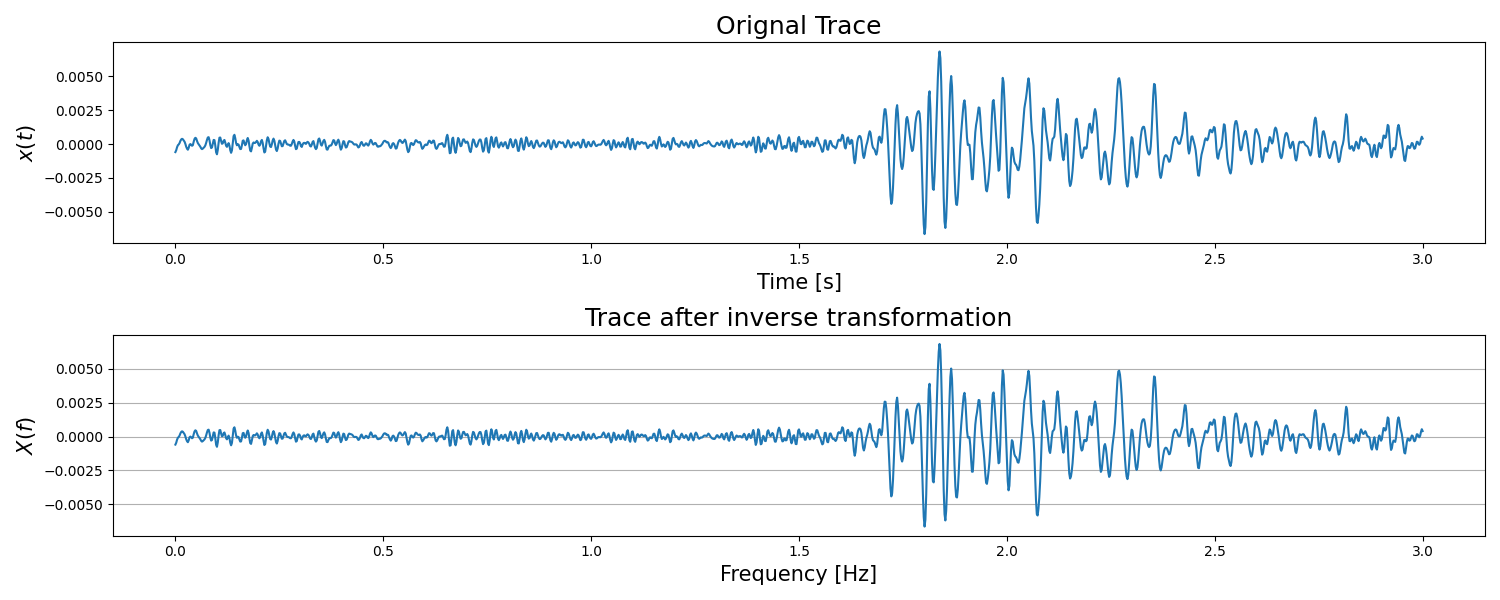 Orignal Trace
x(t)
0.0050
0.0025
0.0000
−0.0025
−0.0050
0.0 0.5 1.0 1.5 2.0 2.5 3.0
Time [s]
Trace after inverse transformation
X(f)
0.0050
0.0025
0.0000
−0.0025
−0.0050
0.0 0.5 1.0 1.5 2.0 2.5 3.0
Frequency [Hz]